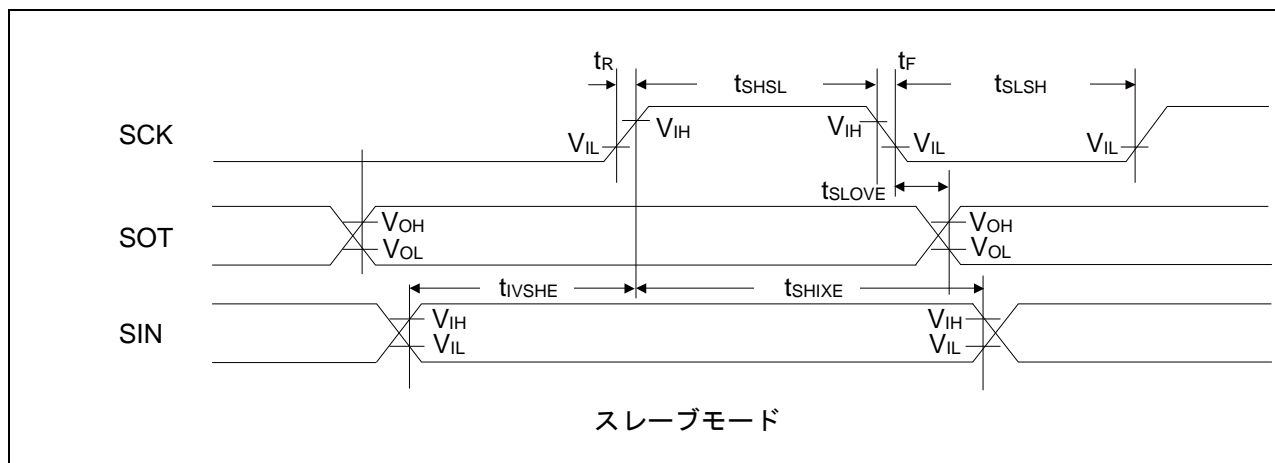 tR tF
tSHSL tSLSH
SCK VIL VIH VIH VIL VIL
tSLOVE
SOT VOH VOH
VOL VOL
tIVSHE tSHIXE
SIN VIH VIH
VIL VIL
スレーブモード